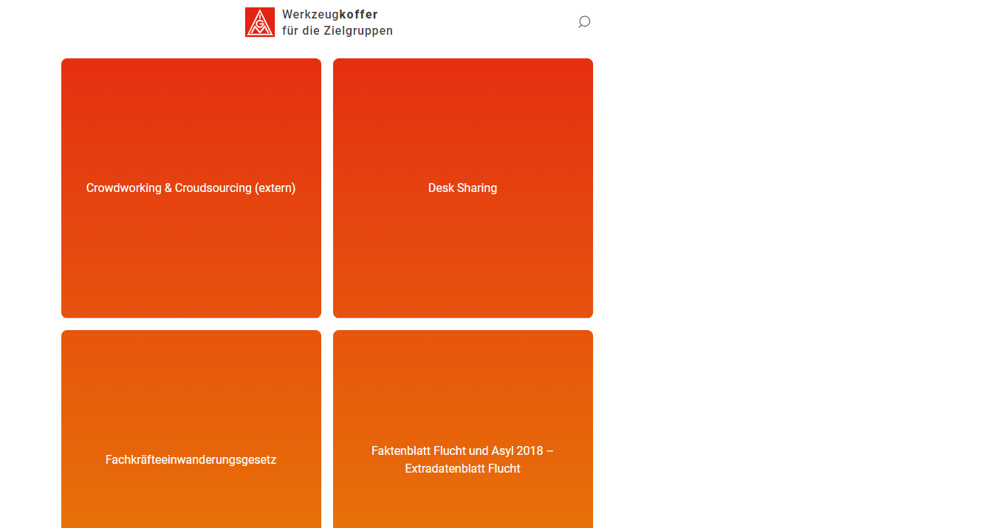 Werkzeugkoffer
für die Zielgruppen
Crowdworking & Croudsourcing (extern)
Desk Sharing
Fachkräfteeinwanderungsgesetz
Faktenblatt Flucht und Asyl 2018 –
Extradatenblatt Flucht